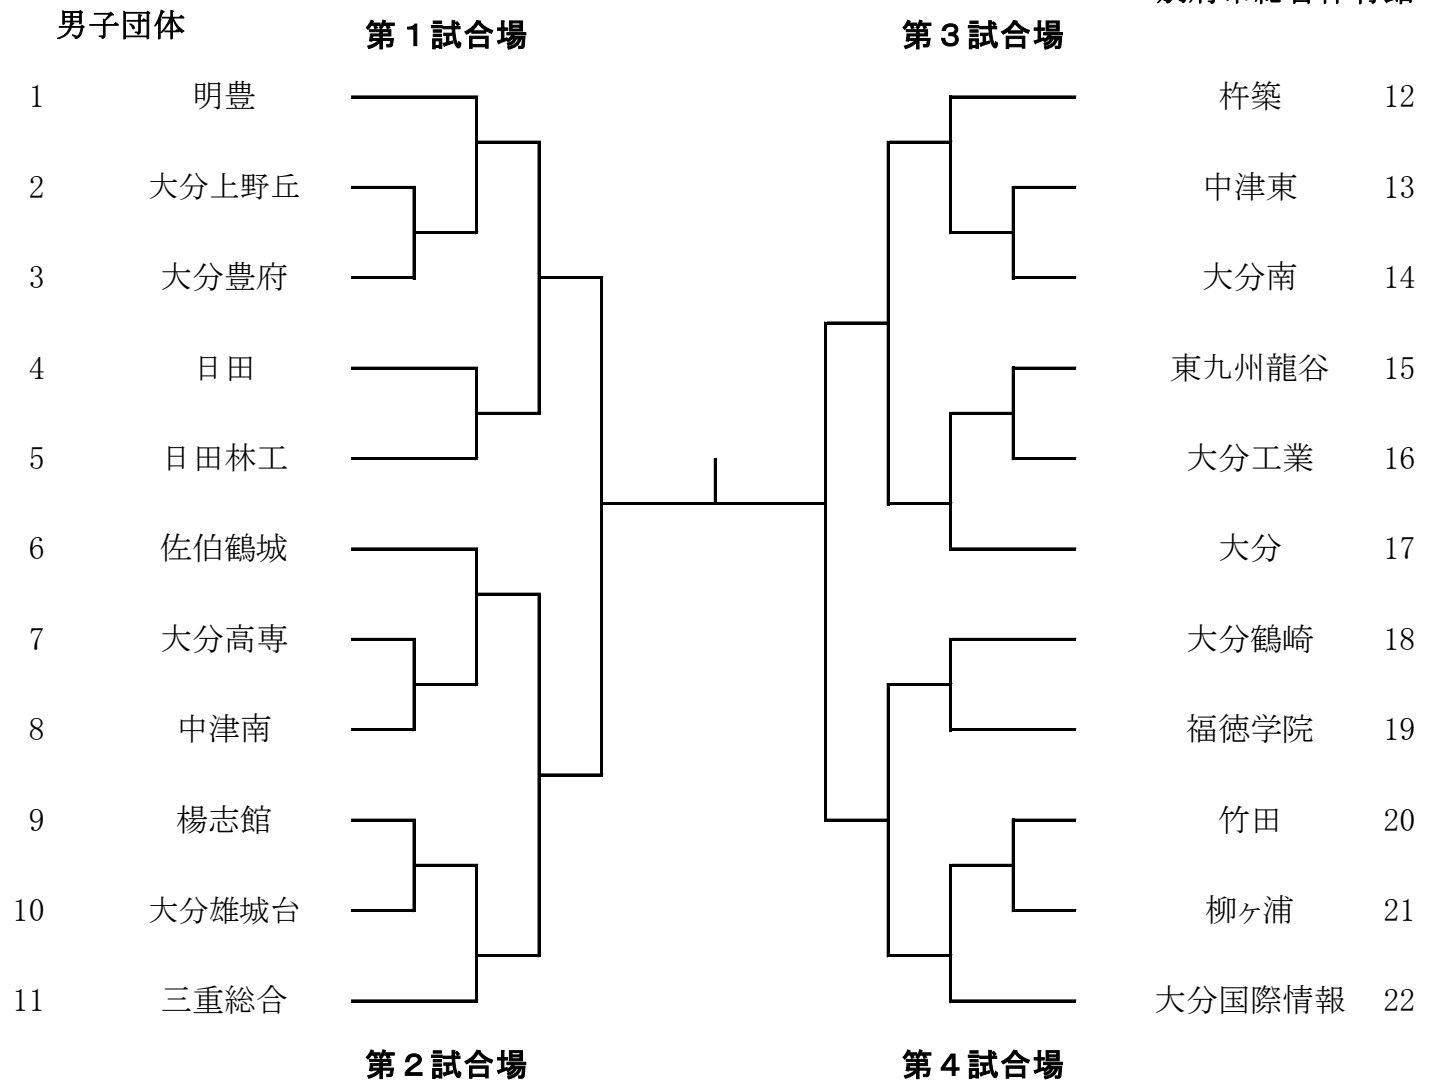 男子団体
第１試合場
第３試合場
1 明豊
2 大分上野丘
3 大分豊府
4 日田
5 日田林工
6 佐伯鶴城
7 大分高専
8 中津南
9 楊志館
10 大分雄城台
11 三重総合
杵築 12
中津東 13
大分南 14
東九州龍谷 15
大分工業 16
大分 17
大分鶴崎 18
福徳学院 19
竹田 20
柳ヶ浦 21
大分国際情報 22
第２試合場
第４試合場